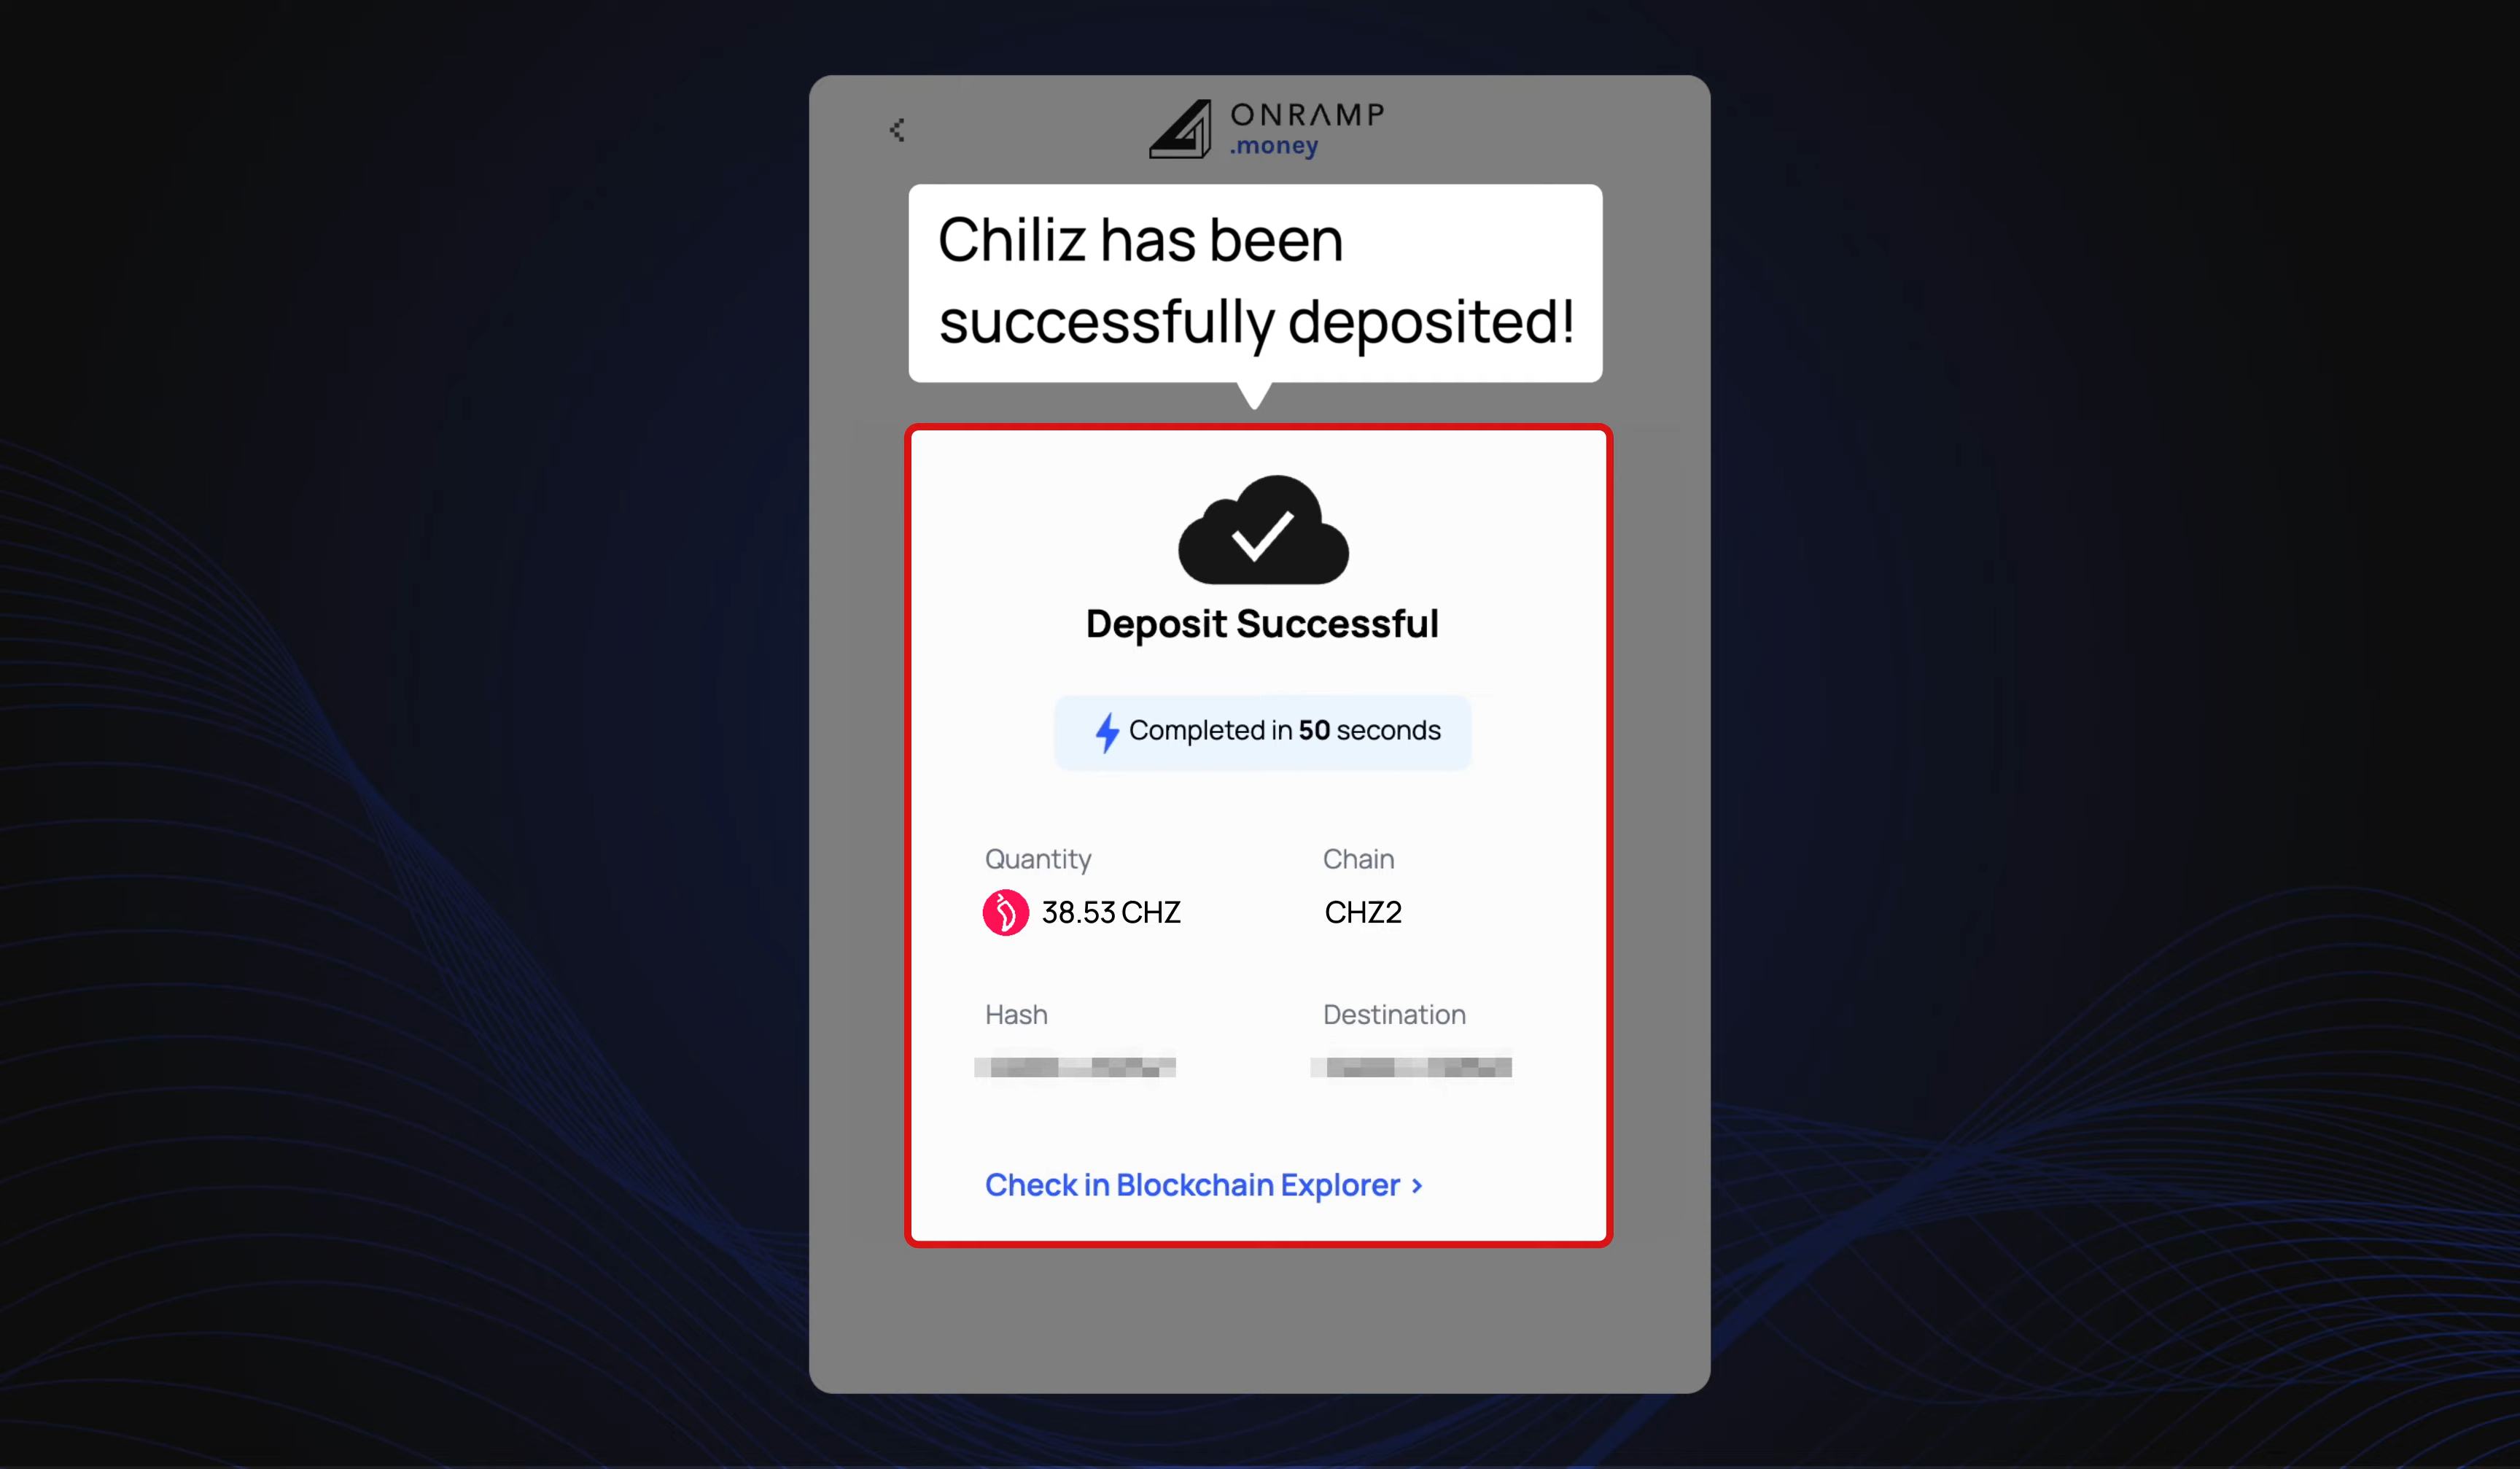 ONRAMP
.money
Chiliz has been
successfully deposited!
Deposit Successful
Completed in 50 seconds
Quantity
Chain
38.53 CHZ
CHZ2
Hash
Destination
Check in Blockchain Explorer >